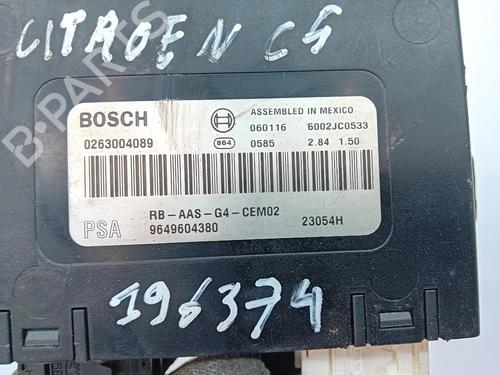 CITROEN C5
B-PARTS
BOSCH
ASSEMBLED IN MEXICO
0263004089
060116 6002JC0533
864 0585 2.84 1.50
RB-AAS-G4-CEM02
PSA 9649604380 23054H
196374